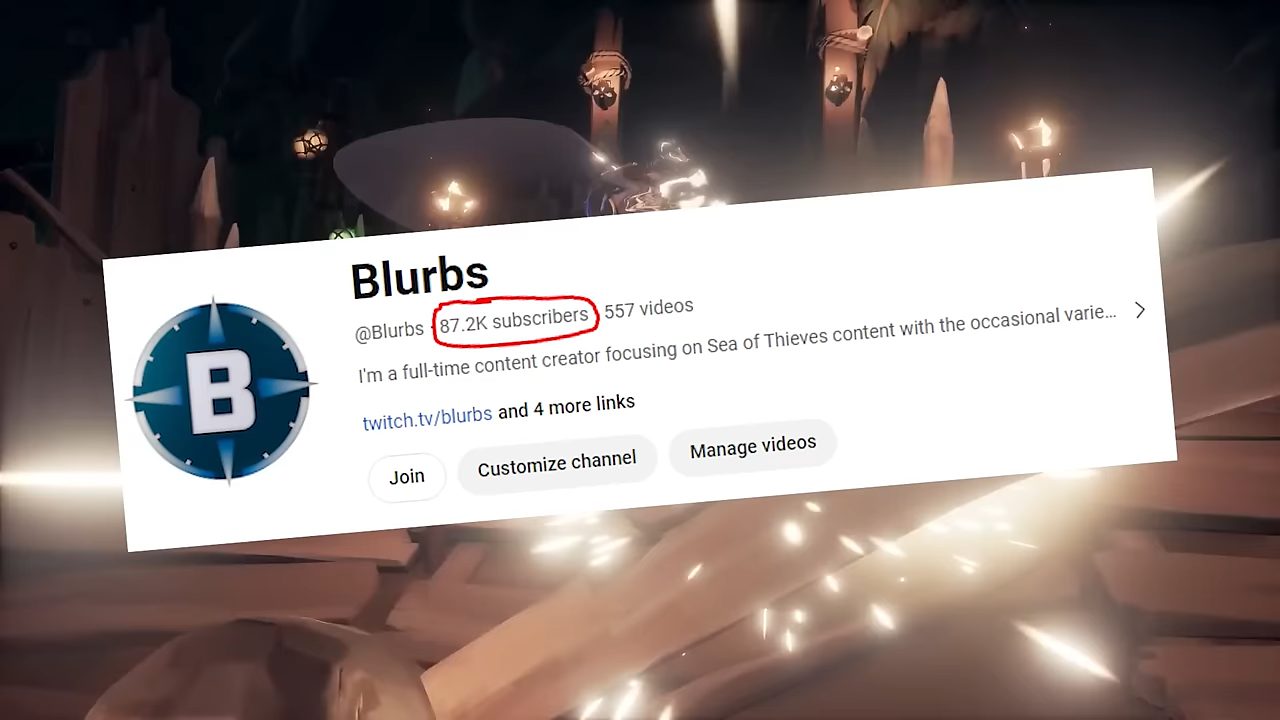 Blurbs
@Blurbs · 87.2K subscribers · 557 videos
I'm a full-time content creator focusing on Sea of Thieves content with the occasional varie...
twitch.tv/blurbs and 4 more links
Join Customize channel Manage videos
B